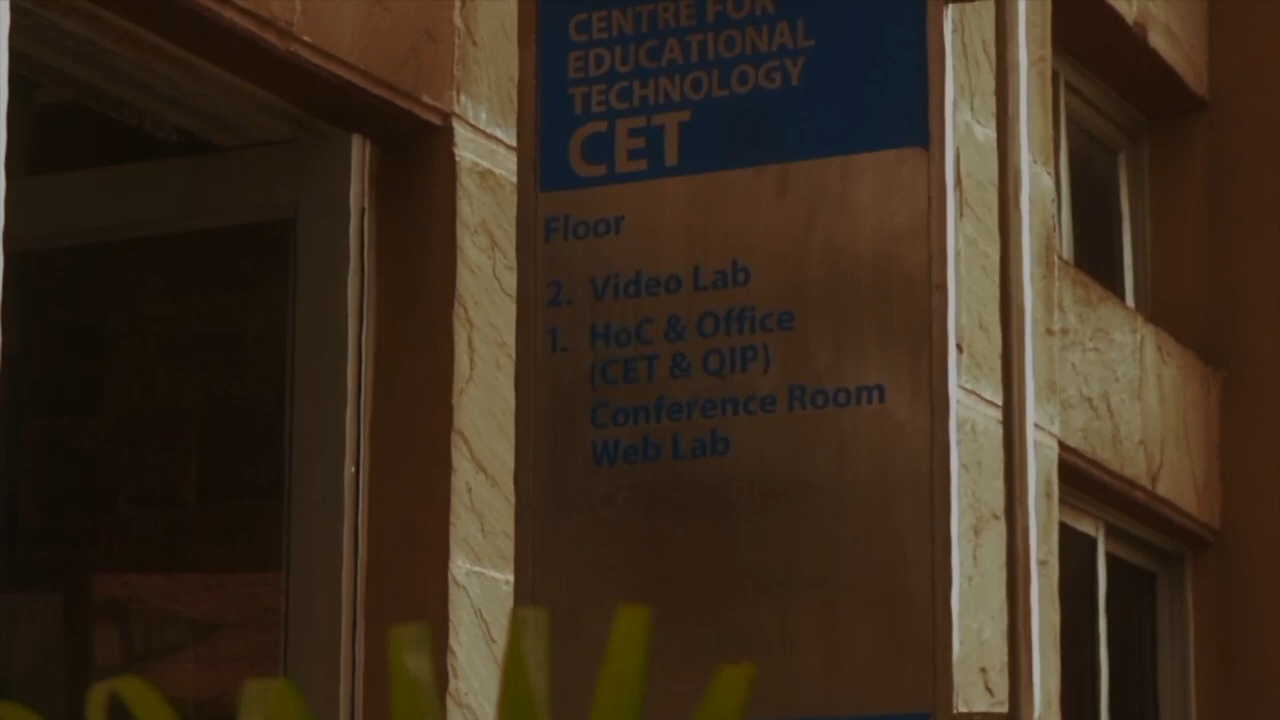 CENTRE FOR
EDUCATIONAL
TECHNOLOGY
CET
Floor
2. Video Lab
1. HoC & Office
(CET & QIP)
Conference Room
Web Lab